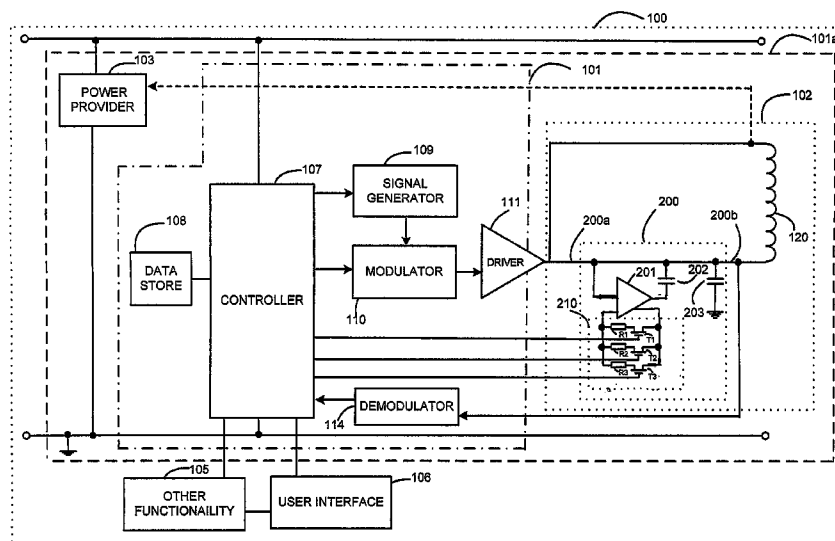 100
101a
103
POWER
PROVIDER
101
102
107
109
SIGNAL
GENERATOR
111
200a
200
200b
120
108
DATA
STORE
CONTROLLER
MODULATOR
110
DRIVER
201
202
203
210
R1
T1
R2
T2
R3
T3
DEMODULATOR
114
105
OTHER
FUNCTIONAILITY
USER INTERFACE
106